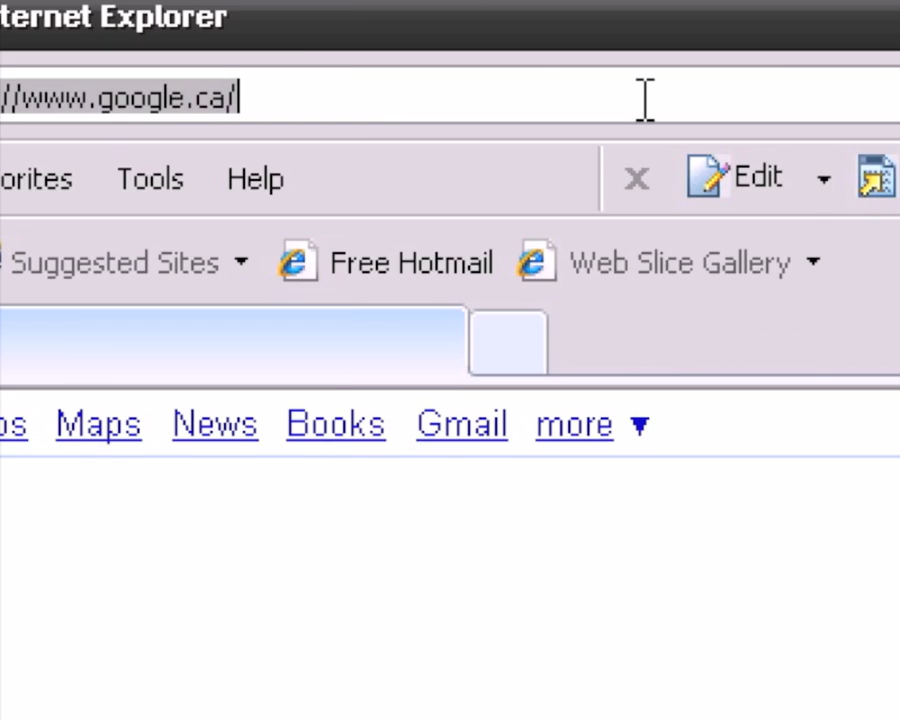 ternet Explorer
//www.google.ca/
orites Tools Help Edit
Suggested Sites Free Hotmail Web Slice Gallery
os Maps News Books Gmail more